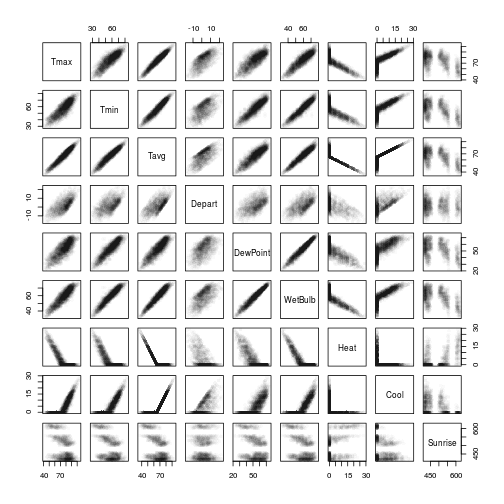 30 60 -10 10 40 60 0 15 30
Tmax 40 70
30 60 Tmin
Tavg 40 70
-10 10 Depart
DewPoint 20 50
40 60 WetBulb
Heat 0 15 30
0 15 30 Cool
Sunrise 450 600
40 70 40 70 20 50 0 15 30 450 600